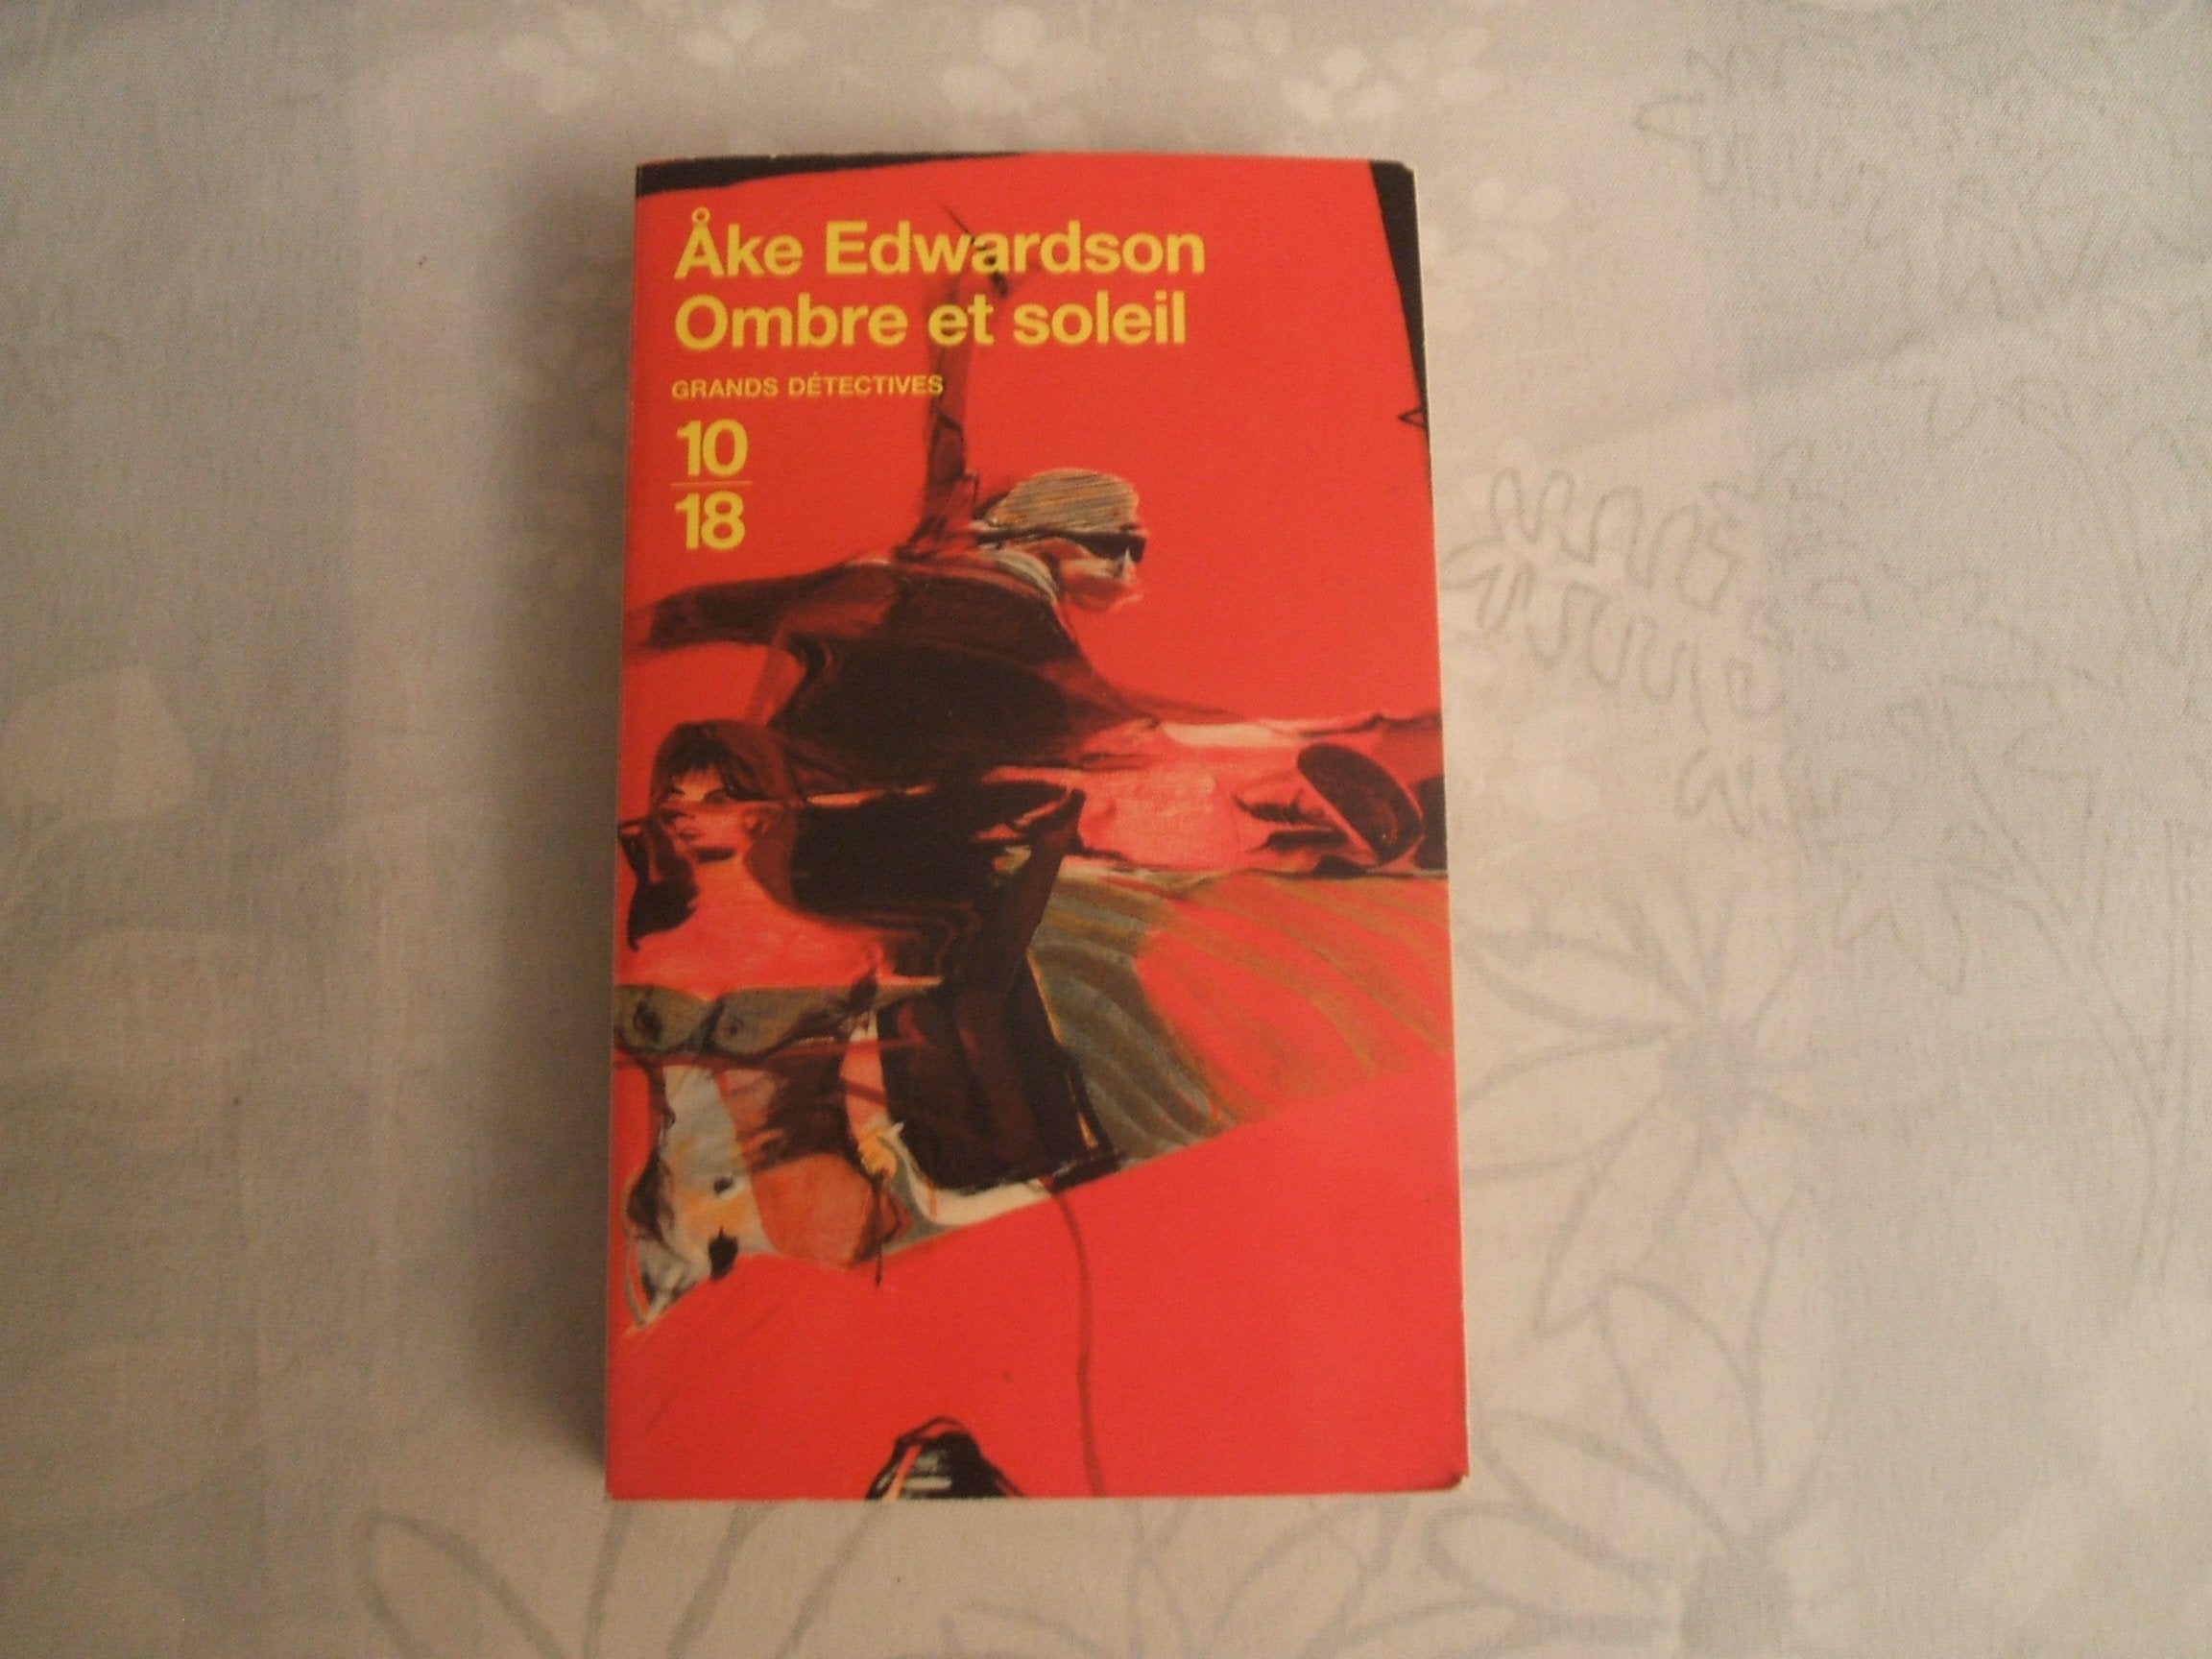 Åke Edwardson
Ombre et soleil
GRANDS DÉTECTIVES
10
18